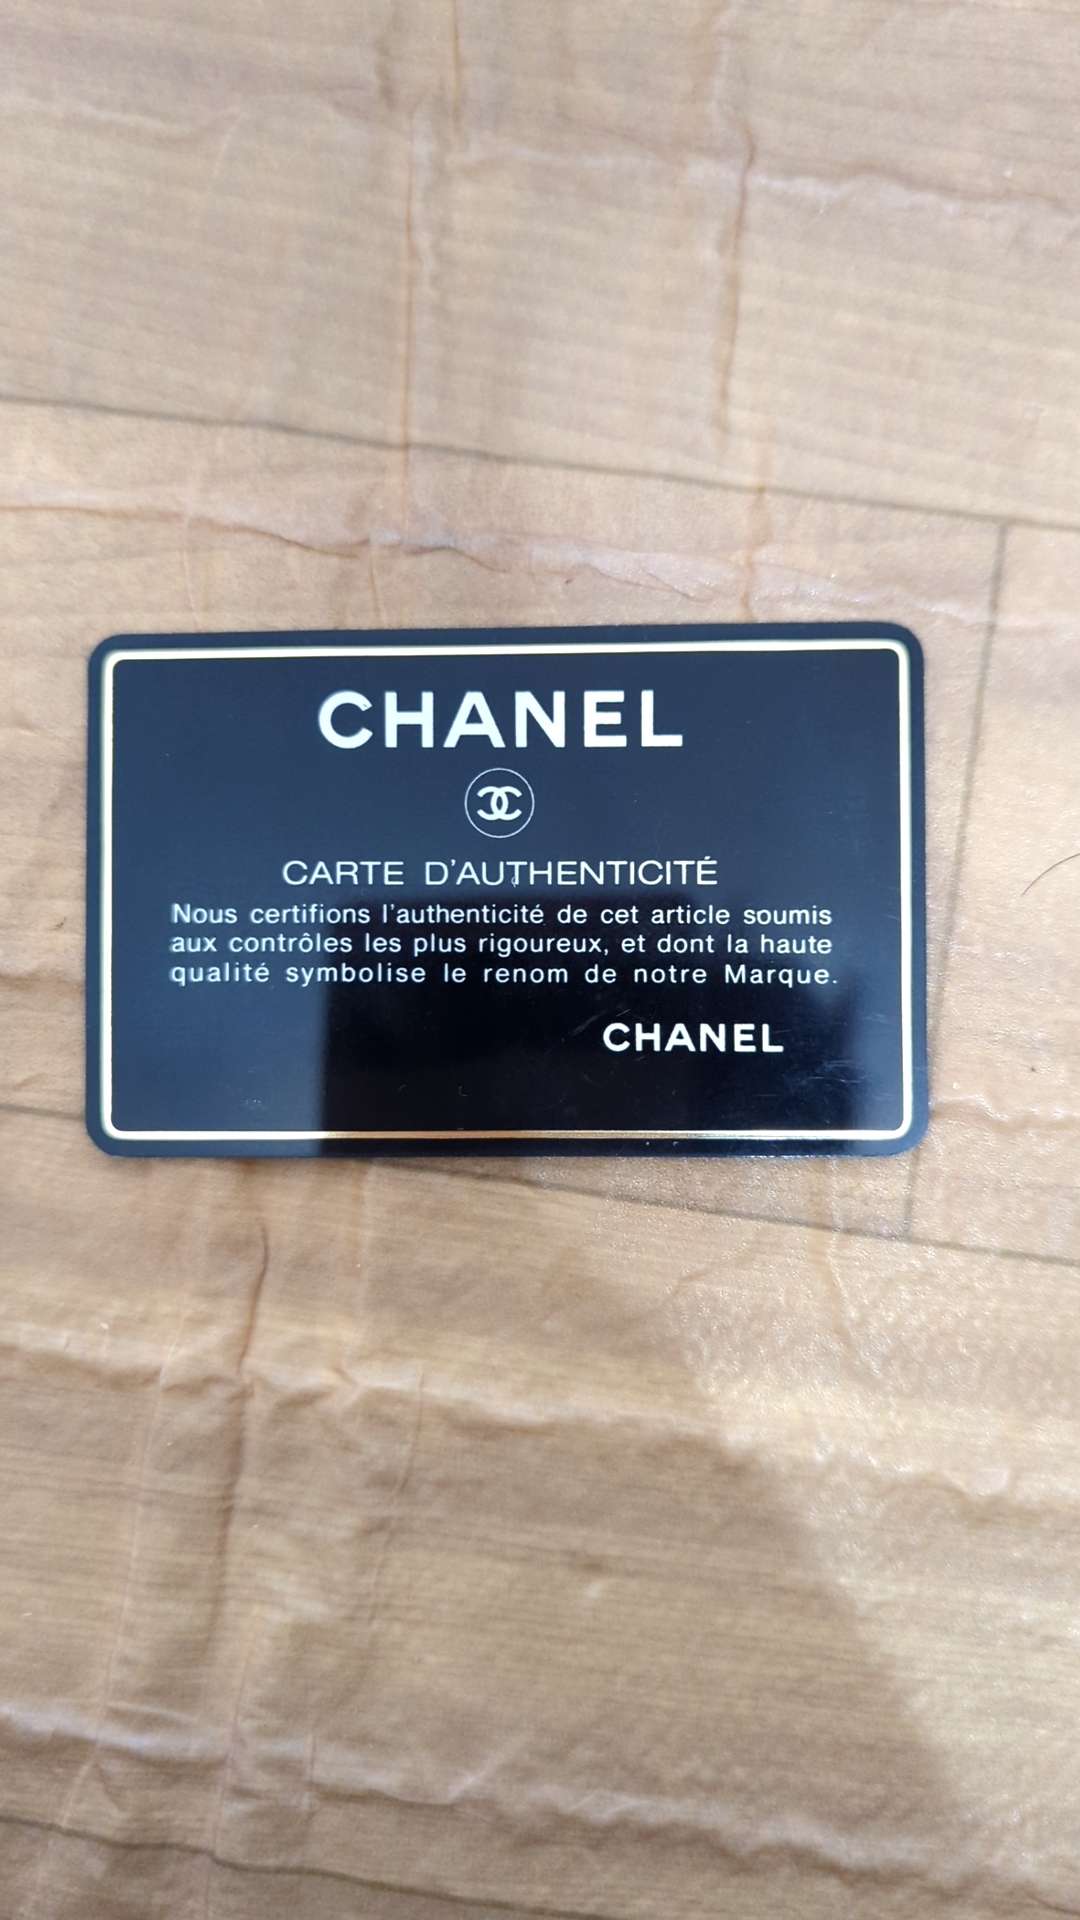 CHANEL
CARTE D'AUTHENTICITÉ
Nous certifions l'authenticité de cet article soumis
aux contrôles les plus rigoureux, et dont la haute
qualité symbolise le renom de notre Marque.
CHANEL